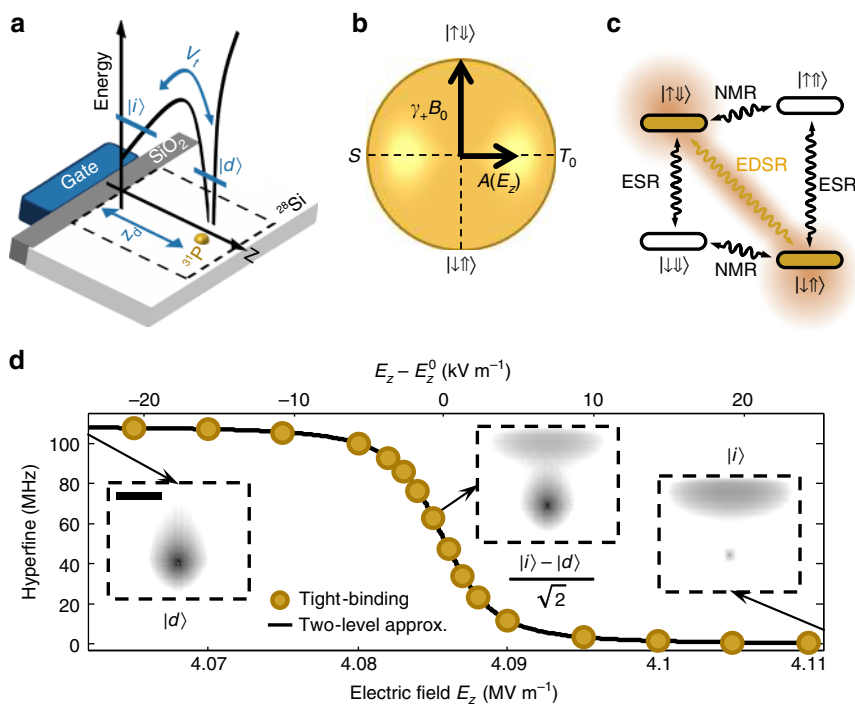 a
Energy
V_t
|i⟩
|d⟩
Gate
SiO₂
²⁸Si
z_d
³¹P
Z
b
|↑⇓⟩
γ₊B₀
S
T₀
A(E_z)
|↓⇑⟩
c
|↑⇓⟩
NMR
|↑⇑⟩
EDSR
ESR
ESR
|↓⇓⟩
NMR
|↓⇑⟩
d
E_z − E_z⁰ (kV m⁻¹)
−20 −10 0 10 20
Hyperfine (MHz)
100
80
60
40
20
0
|d⟩
|i⟩ − |d⟩
√2
|i⟩
Tight-binding
Two-level approx.
4.07 4.08 4.09 4.1 4.11
Electric field E_z (MV m⁻¹)